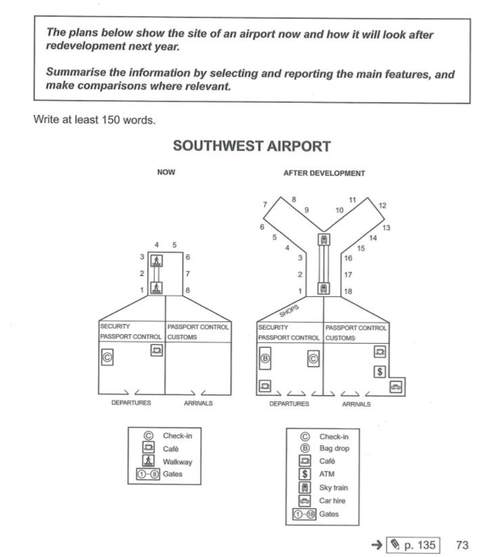 The plans below show the site of an airport now and how it will look after
redevelopment next year.
Summarise the information by selecting and reporting the main features, and
make comparisons where relevant.
Write at least 150 words.
SOUTHWEST AIRPORT
NOW
4 5
3 6
2 7
1 8
SECURITY
PASSPORT CONTROL
PASSPORT CONTROL
CUSTOMS
C
DEPARTURES
ARRIVALS
C Check-in
Café
Walkway
1-8 Gates
AFTER DEVELOPMENT
8 11
7 9 10 12
6 13
5 14
4 15
3 16
2 17
1 18
SHOPS
SECURITY
PASSPORT CONTROL
PASSPORT CONTROL
CUSTOMS
B
C
$
DEPARTURES
ARRIVALS
C Check-in
B Bag drop
Café
$ ATM
Sky train
Car hire
1-18 Gates
p. 135
73